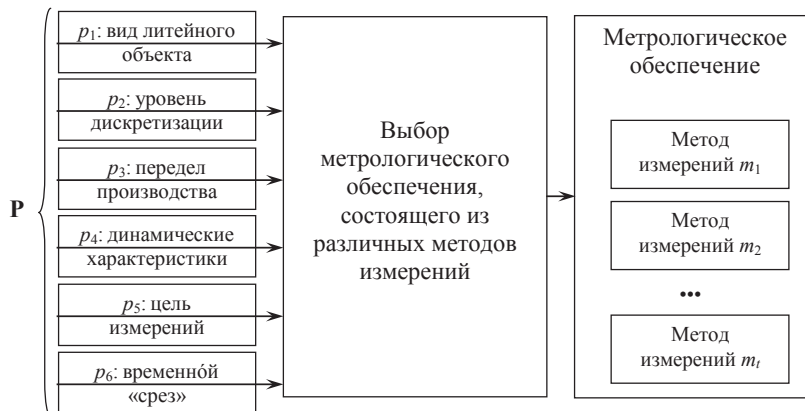 P
p₁: вид литейного
объекта
p₂: уровень
дискретизации
p₃: передел
производства
p₄: динамические
характеристики
p₅: цель
измерений
p₆: временно́й
«срез»
Выбор
метрологического
обеспечения,
состоящего из
различных методов
измерений
Метрологическое
обеспечение
Метод
измерений m₁
Метод
измерений m₂
...
Метод
измерений mₜ